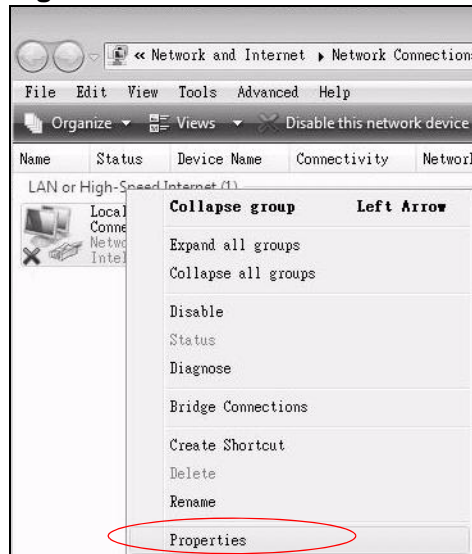 « Network and Internet ▸ Network Connection
File Edit View Tools Advanced Help
Organize Views Disable this network device
Name Status Device Name Connectivity Networ
LAN or High-Speed Internet (1)
Local
Conne
Netwo
Intel
Collapse group Left Arrow
Expand all groups
Collapse all groups
Disable
Status
Diagnose
Bridge Connections
Create Shortcut
Delete
Rename
Properties